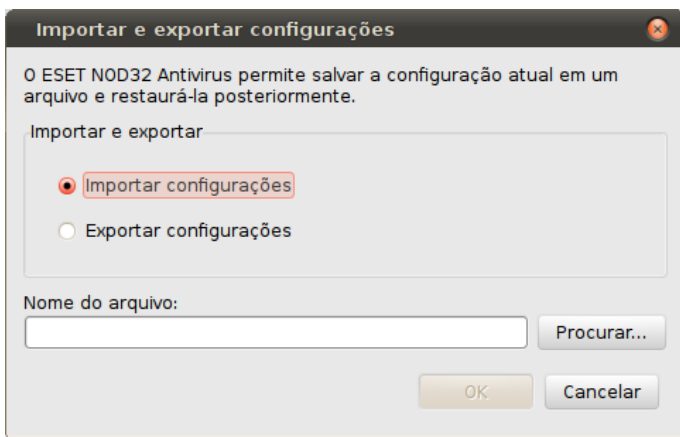 Importar e exportar configurações
O ESET NOD32 Antivirus permite salvar a configuração atual em um
arquivo e restaurá-la posteriormente.
Importar e exportar
Importar configurações
Exportar configurações
Nome do arquivo:
Procurar...
OK
Cancelar